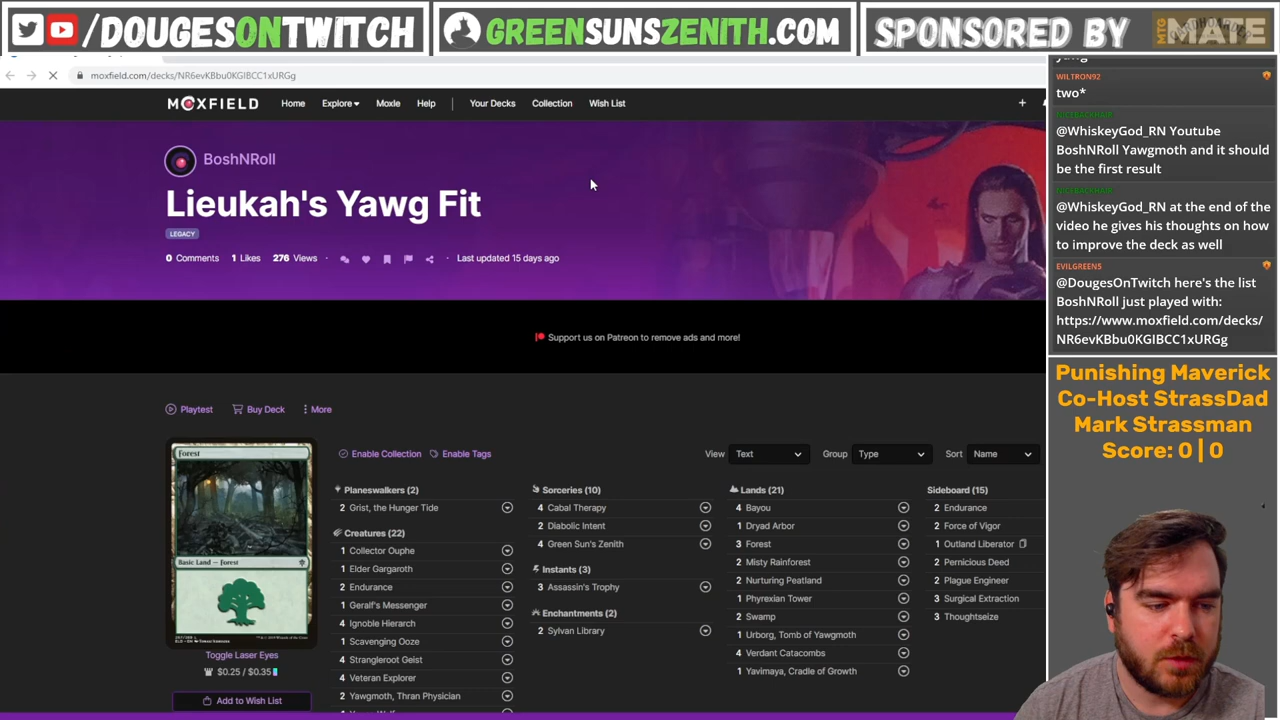 /DOUGESONTWITCH
GREENSUNSZENITH.COM
SPONSORED BY
MTG MATE
moxfield.com/decks/NR6evKBbu0KGIBCC1xURGg
MOXFIELD
Home
Explore
Moxie
Help
Your Decks
Collection
Wish List
BoshNRoll
Lieukah's Yawg Fit
LEGACY
0 Comments
1 Likes
276 Views
Last updated 15 days ago
Support us on Patreon to remove ads and more!
Playtest
Buy Deck
More
Forest
Basic Land — Forest
Toggle Laser Eyes
$0.25 / $0.35
Add to Wish List
Enable Collection
Enable Tags
View Text
Group Type
Sort Name
Planeswalkers (2)
2 Grist, the Hunger Tide
Creatures (22)
1 Collector Ouphe
1 Elder Gargaroth
2 Endurance
1 Geralf's Messenger
4 Ignoble Hierarch
1 Scavenging Ooze
4 Strangleroot Geist
4 Veteran Explorer
2 Yawgmoth, Thran Physician
Sorceries (10)
4 Cabal Therapy
2 Diabolic Intent
4 Green Sun's Zenith
Instants (3)
3 Assassin's Trophy
Enchantments (2)
2 Sylvan Library
Lands (21)
4 Bayou
1 Dryad Arbor
3 Forest
2 Misty Rainforest
2 Nurturing Peatland
1 Phyrexian Tower
2 Swamp
1 Urborg, Tomb of Yawgmoth
4 Verdant Catacombs
1 Yavimaya, Cradle of Growth
Sideboard (15)
2 Endurance
2 Force of Vigor
1 Outland Liberator
2 Pernicious Deed
2 Plague Engineer
3 Surgical Extraction
3 Thoughtseize
yawg
WILTRON92
two*
NICEBACKHAIR
@WhiskeyGod_RN Youtube
BoshNRoll Yawgmoth and it should
be the first result
NICEBACKHAIR
@WhiskeyGod_RN at the end of the
video he gives his thoughts on how
to improve the deck as well
EVILGREENS
@DougesOnTwitch here's the list
BoshNRoll just played with:
https://www.moxfield.com/decks/
NR6evKBbu0KGIBCC1xURGg
Punishing Maverick
Co-Host StrassDad
Mark Strassman
Score: 0 | 0